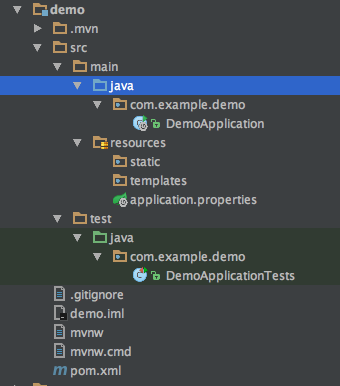 demo
.mvn
src
main
java
com.example.demo
DemoApplication
resources
static
templates
application.properties
test
java
com.example.demo
DemoApplicationTests
.gitignore
demo.iml
mvnw
mvnw.cmd
pom.xml